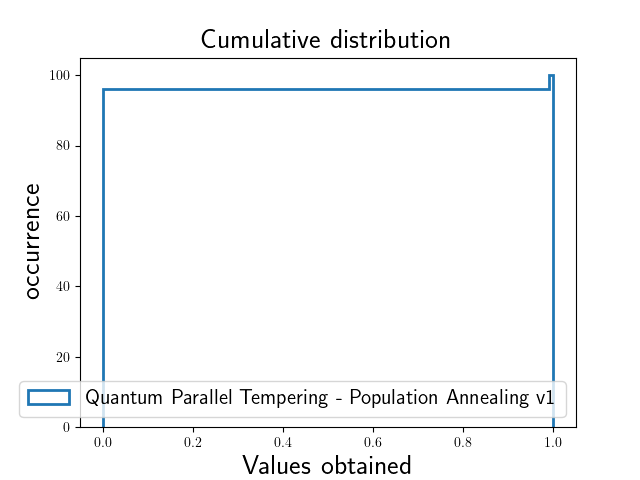 Cumulative distribution
100
80
60
40
20
0
occurrence
Quantum Parallel Tempering - Population Annealing v1
0.0 0.2 0.4 0.6 0.8 1.0
Values obtained